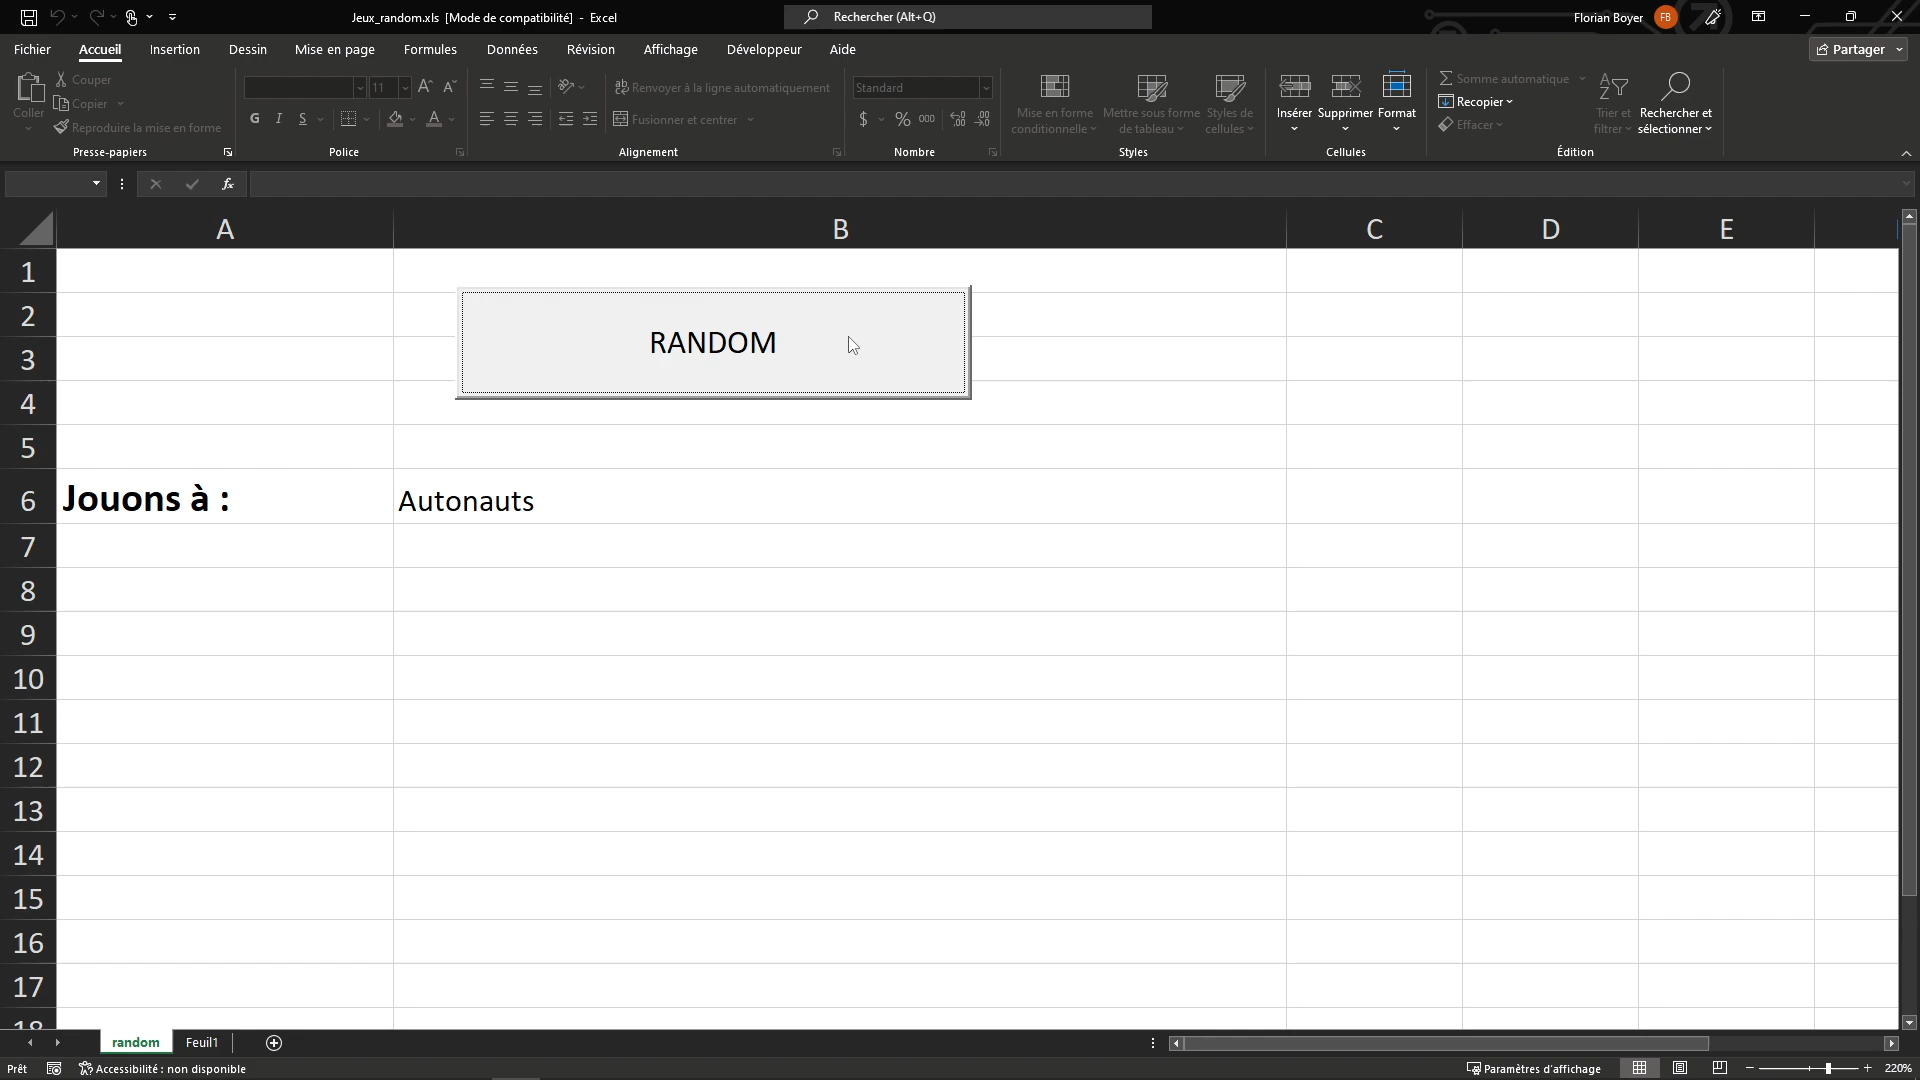 Jeux_random.xls [Mode de compatibilité] - Excel
Rechercher (Alt+Q)
Florian Boyer
FB
Fichier
Accueil
Insertion
Dessin
Mise en page
Formules
Données
Révision
Affichage
Développeur
Aide
Partager
Coller
Couper
Copier
Reproduire la mise en forme
Presse-papiers
11
G
I
S
Police
Renvoyer à la ligne automatiquement
Fusionner et centrer
Alignement
Standard
$ % 000
Nombre
Mise en forme
conditionnelle
Mettre sous forme
de tableau
Styles de
cellules
Styles
Insérer
Supprimer
Format
Cellules
Somme automatique
Recopier
Effacer
Trier et
filtrer
Rechercher et
sélectionner
Édition
fx
A
B
C
D
E
1
2
RANDOM
3
4
5
6
Jouons à :
Autonauts
7
8
9
10
11
12
13
14
15
16
17
18
random
Feuil1
Prêt
Accessibilité : non disponible
Paramètres d'affichage
220%